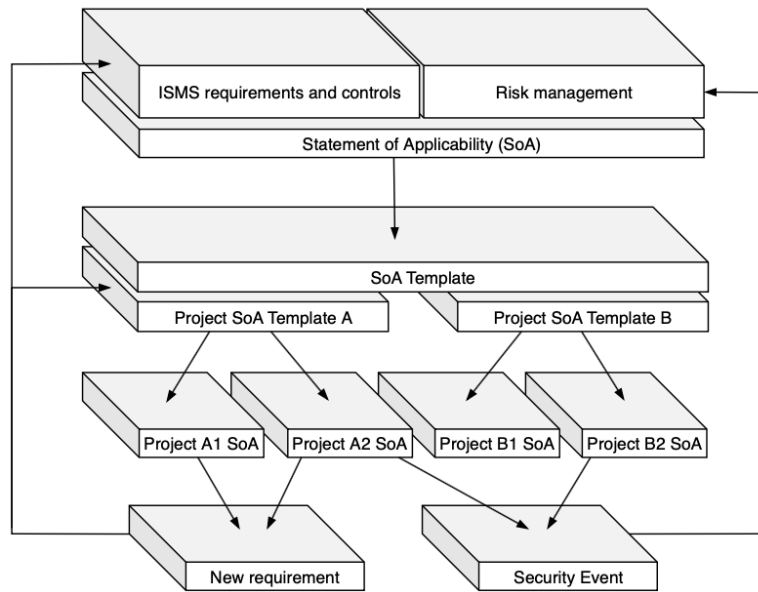 ISMS requirements and controls
Risk management
Statement of Applicability (SoA)
SoA Template
Project SoA Template A
Project SoA Template B
Project A1 SoA
Project A2 SoA
Project B1 SoA
Project B2 SoA
New requirement
Security Event